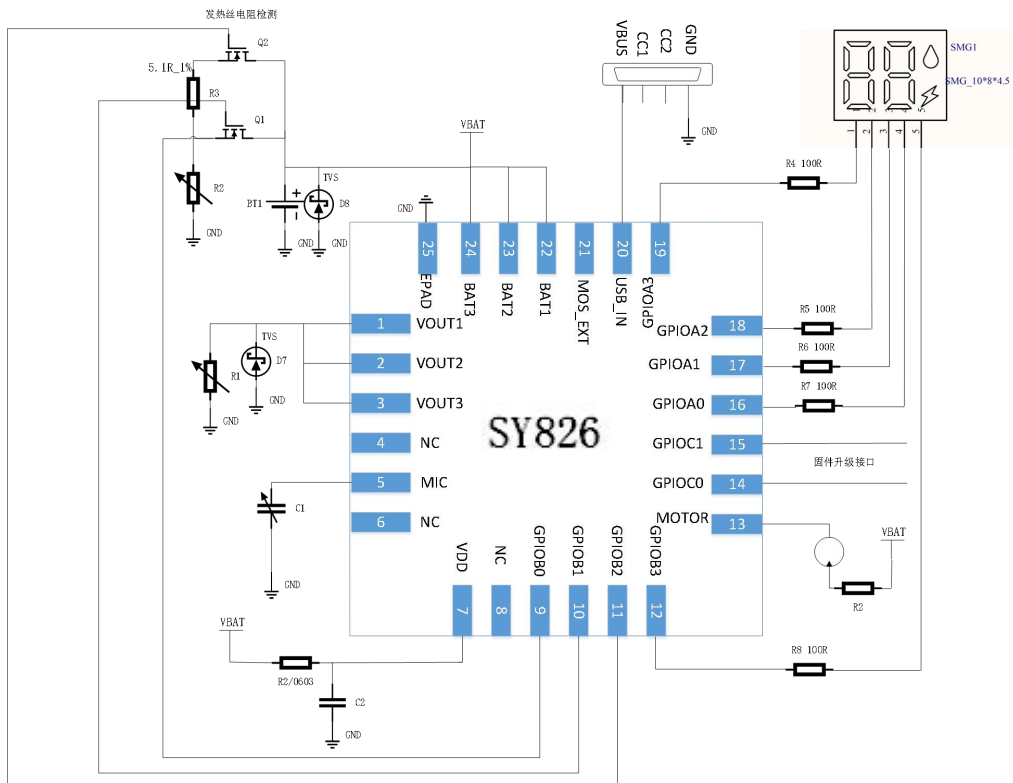 发热丝电阻检测
Q2
5.1R_1%
R3
Q1
R2
GND
VBUS
CC1
CC2
GND
GND
SMG1
SMG_10*8*4.5
1
2
3
4
5
1
2
3
4
5
VBAT
R4 100R
TVS
BT1
+
-
D8
GND
GND
GND
25
24
23
22
21
20
19
EPAD
BAT3
BAT2
BAT1
MOS_EXT
USB_IN
GPIOA3
1
VOUT1
2
VOUT2
3
VOUT3
4
NC
5
MIC
6
NC
TVS
D7
R1
GND
GND
SY826
GPIOA2
18
R5 100R
GPIOA1
17
R6 100R
GPIOA0
16
R7 100R
GPIOC1
15
固件升级接口
GPIOC0
14
MOTOR
13
VBAT
R2
C1
GND
VDD
NC
GPIOB0
GPIOB1
GPIOB2
GPIOB3
7
8
9
10
11
12
VBAT
R2/0603
C2
GND
R8 100R